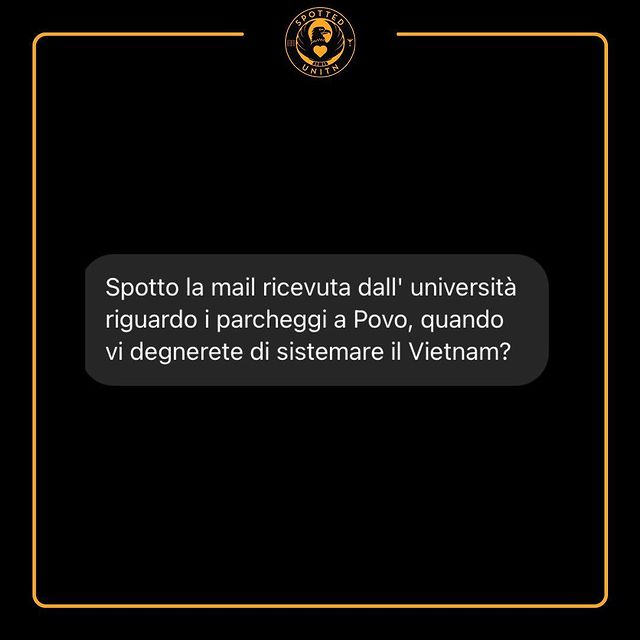 SPOTTED
UNITN
Spotto la mail ricevuta dall' università
riguardo i parcheggi a Povo, quando
vi degnerete di sistemare il Vietnam?